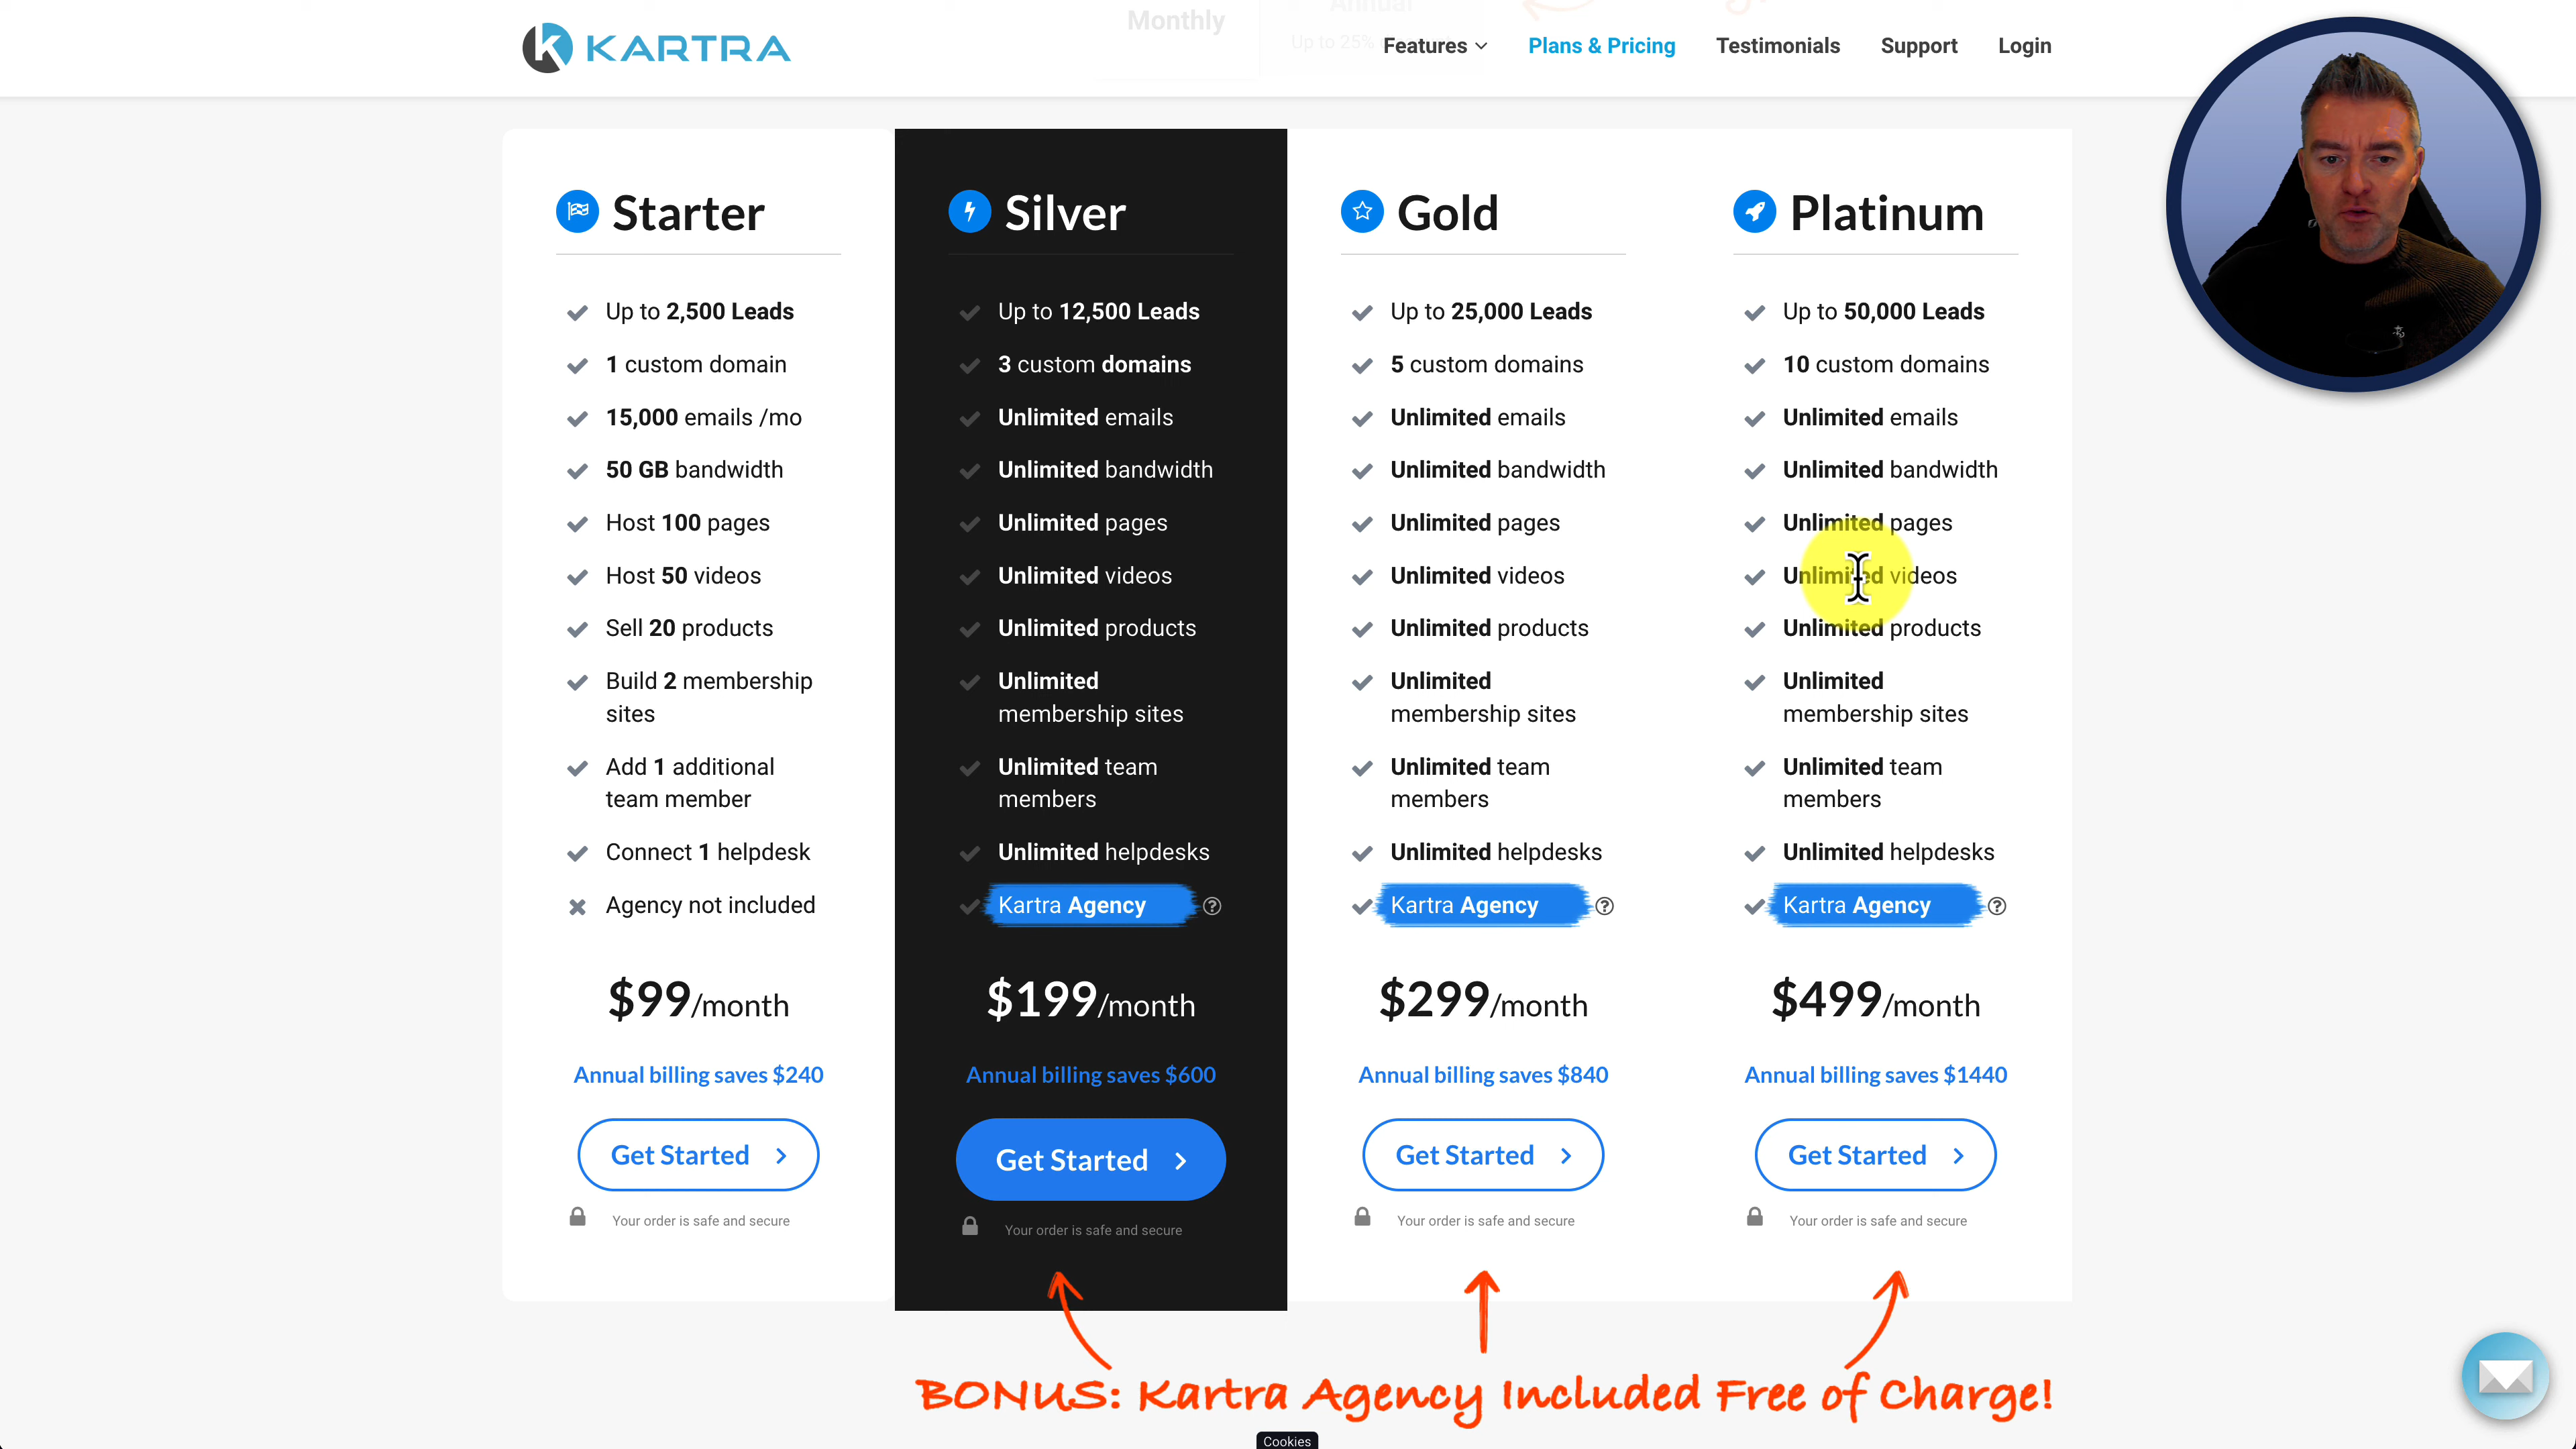 Monthly
Annual
KARTRA
Features
Plans & Pricing
Testimonials
Support
Login
Starter
Up to 2,500 Leads
1 custom domain
15,000 emails /mo
50 GB bandwidth
Host 100 pages
Host 50 videos
Sell 20 products
Build 2 membership
sites
Add 1 additional
team member
Connect 1 helpdesk
Agency not included
$99/month
Annual billing saves $240
Get Started
Your order is safe and secure
Silver
Up to 12,500 Leads
3 custom domains
Unlimited emails
Unlimited bandwidth
Unlimited pages
Unlimited videos
Unlimited products
Unlimited
membership sites
Unlimited team
members
Unlimited helpdesks
Kartra Agency
$199/month
Annual billing saves $600
Get Started
Your order is safe and secure
Gold
Up to 25,000 Leads
5 custom domains
Unlimited emails
Unlimited bandwidth
Unlimited pages
Unlimited videos
Unlimited products
Unlimited
membership sites
Unlimited team
members
Unlimited helpdesks
Kartra Agency
$299/month
Annual billing saves $840
Get Started
Your order is safe and secure
Platinum
Up to 50,000 Leads
10 custom domains
Unlimited emails
Unlimited bandwidth
Unlimited pages
Unlimited videos
Unlimited products
Unlimited
membership sites
Unlimited team
members
Unlimited helpdesks
Kartra Agency
$499/month
Annual billing saves $1440
Get Started
Your order is safe and secure
BONUS: Kartra Agency Included Free of Charge!
Cookies